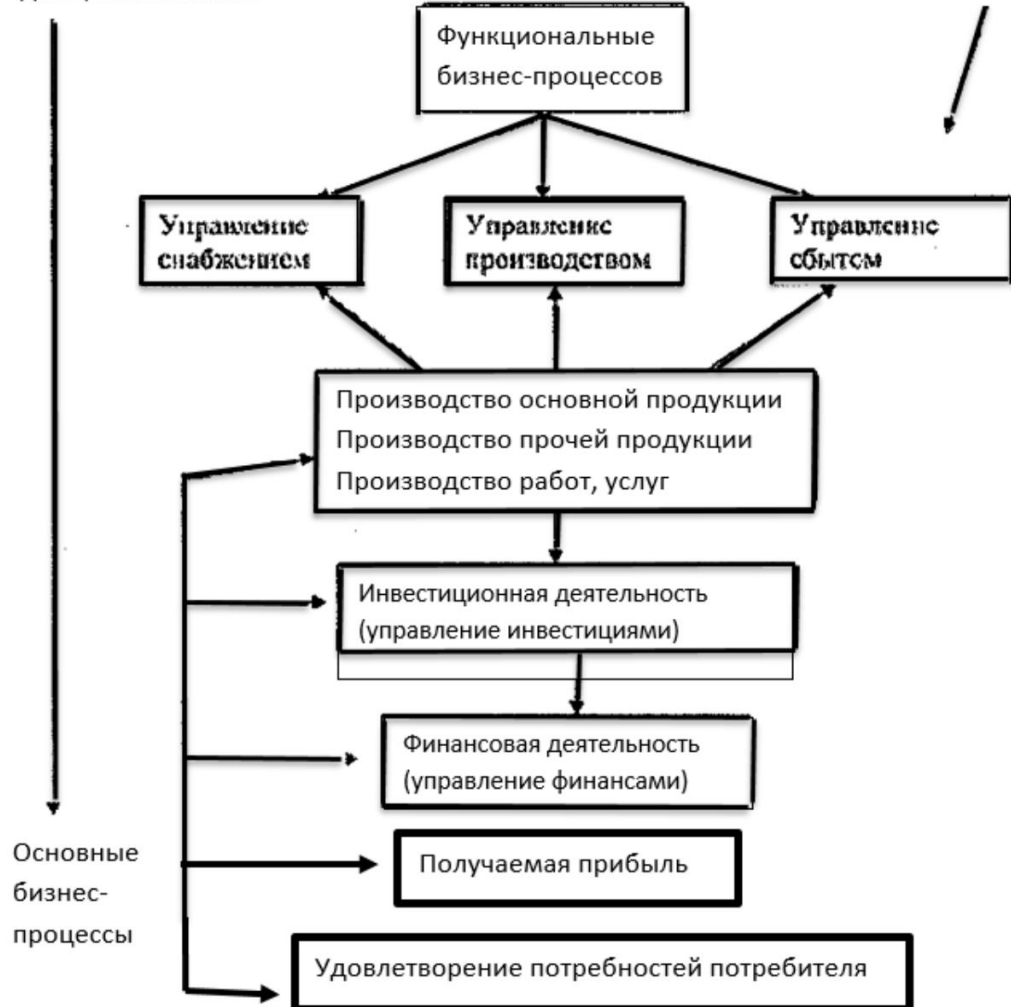 Функциональные
бизнес-процессов
Управление
снабжением
Управление
производством
Управление
сбытом
Производство основной продукции
Производство прочей продукции
Производство работ, услуг
Инвестиционная деятельность
(управление инвестициями)
Финансовая деятельность
(управление финансами)
Основные
бизнес-
процессы
Получаемая прибыль
Удовлетворение потребностей потребителя